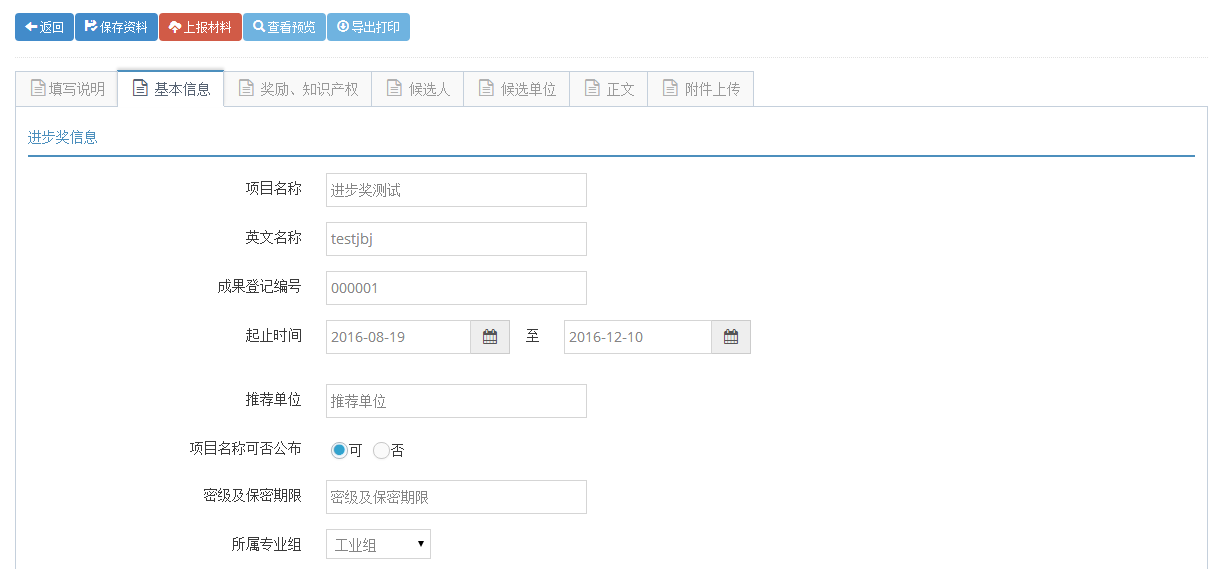 返回 保存资料 上报材料 查看预览 导出打印
填写说明 基本信息 奖励、知识产权 候选人 候选单位 正文 附件上传
进步奖信息
项目名称 进步奖测试
英文名称 testjbj
成果登记编号 000001
起止时间 2016-08-19 至 2016-12-10
推荐单位 推荐单位
项目名称可否公布 可 否
密级及保密期限 密级及保密期限
所属专业组 工业组